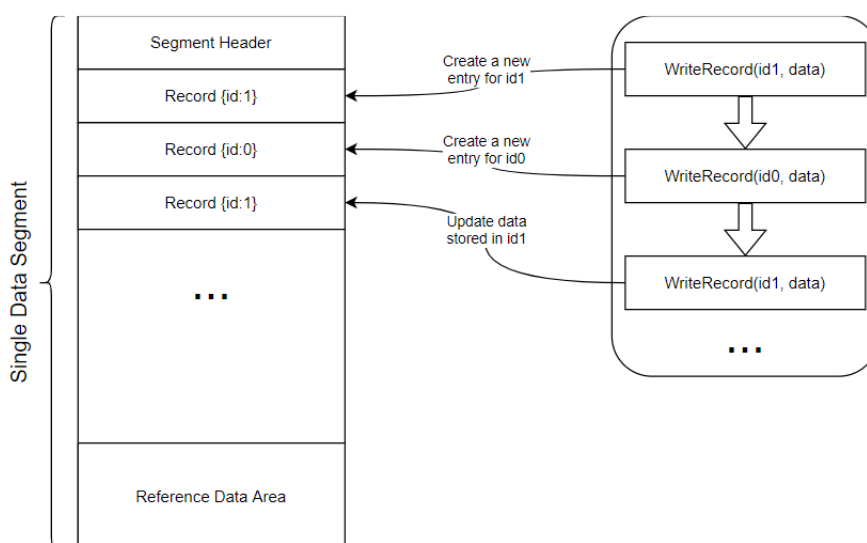 Segment Header
Record {id:1}
Record {id:0}
Record {id:1}
...
Reference Data Area
Single Data Segment
Create a new
entry for id1
Create a new
entry for id0
Update data
stored in id1
WriteRecord(id1, data)
WriteRecord(id0, data)
WriteRecord(id1, data)
...